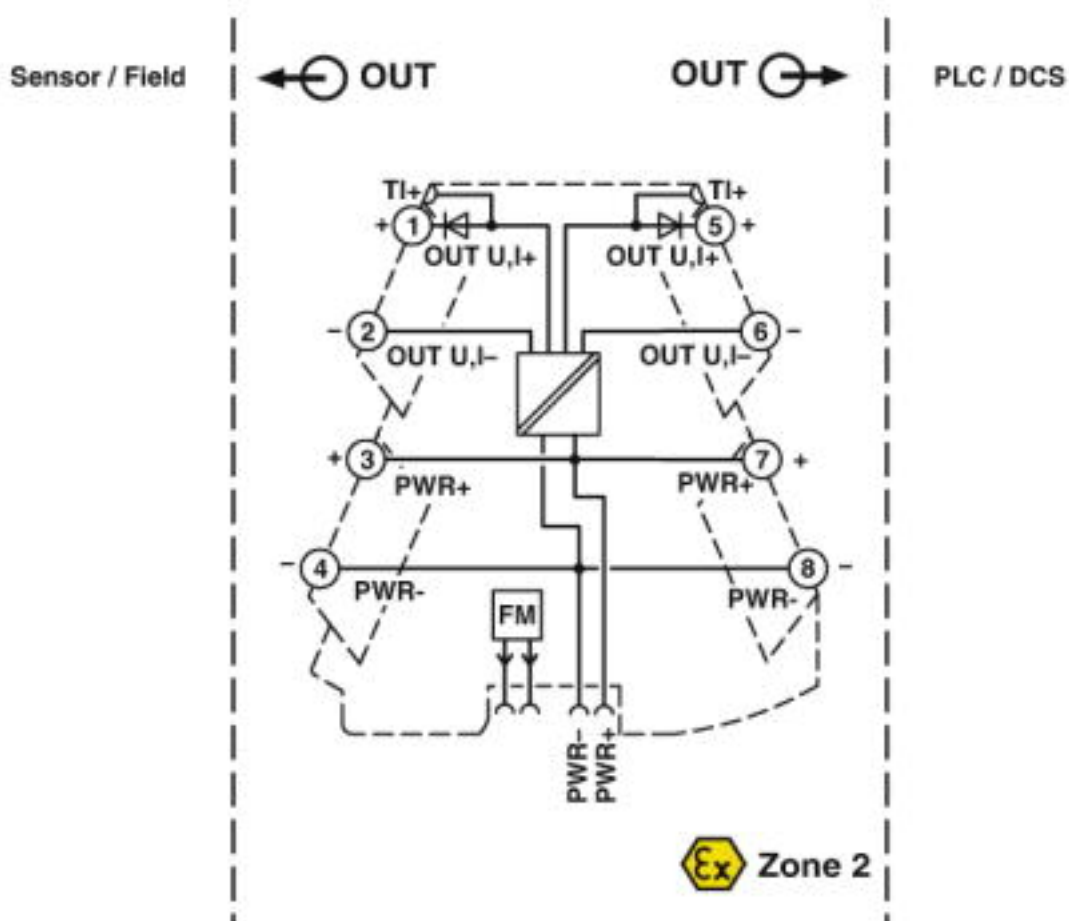 Sensor / Field
OUT
OUT
PLC / DCS
TI+
TI+
+ 1
5 +
OUT U,I+
OUT U,I+
– 2
6 –
OUT U,I–
OUT U,I–
+ 3
7 +
PWR+
PWR+
– 4
8 –
PWR-
PWR-
FM
PWR-
PWR+
Ex Zone 2